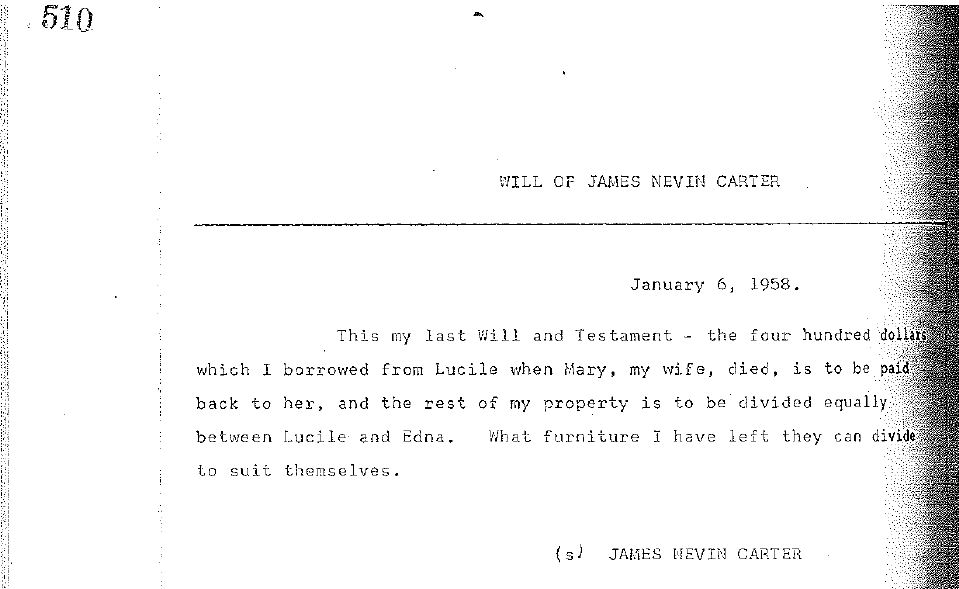 510
WILL OF JAMES NEVIN CARTER
January 6, 1958.
This my last Will and Testament - the four hundred dollars
which I borrowed from Lucile when Mary, my wife, died, is to be paid
back to her, and the rest of my property is to be divided equally
between Lucile and Edna. What furniture I have left they can divide
to suit themselves.
(s) JAMES NEVIN CARTER